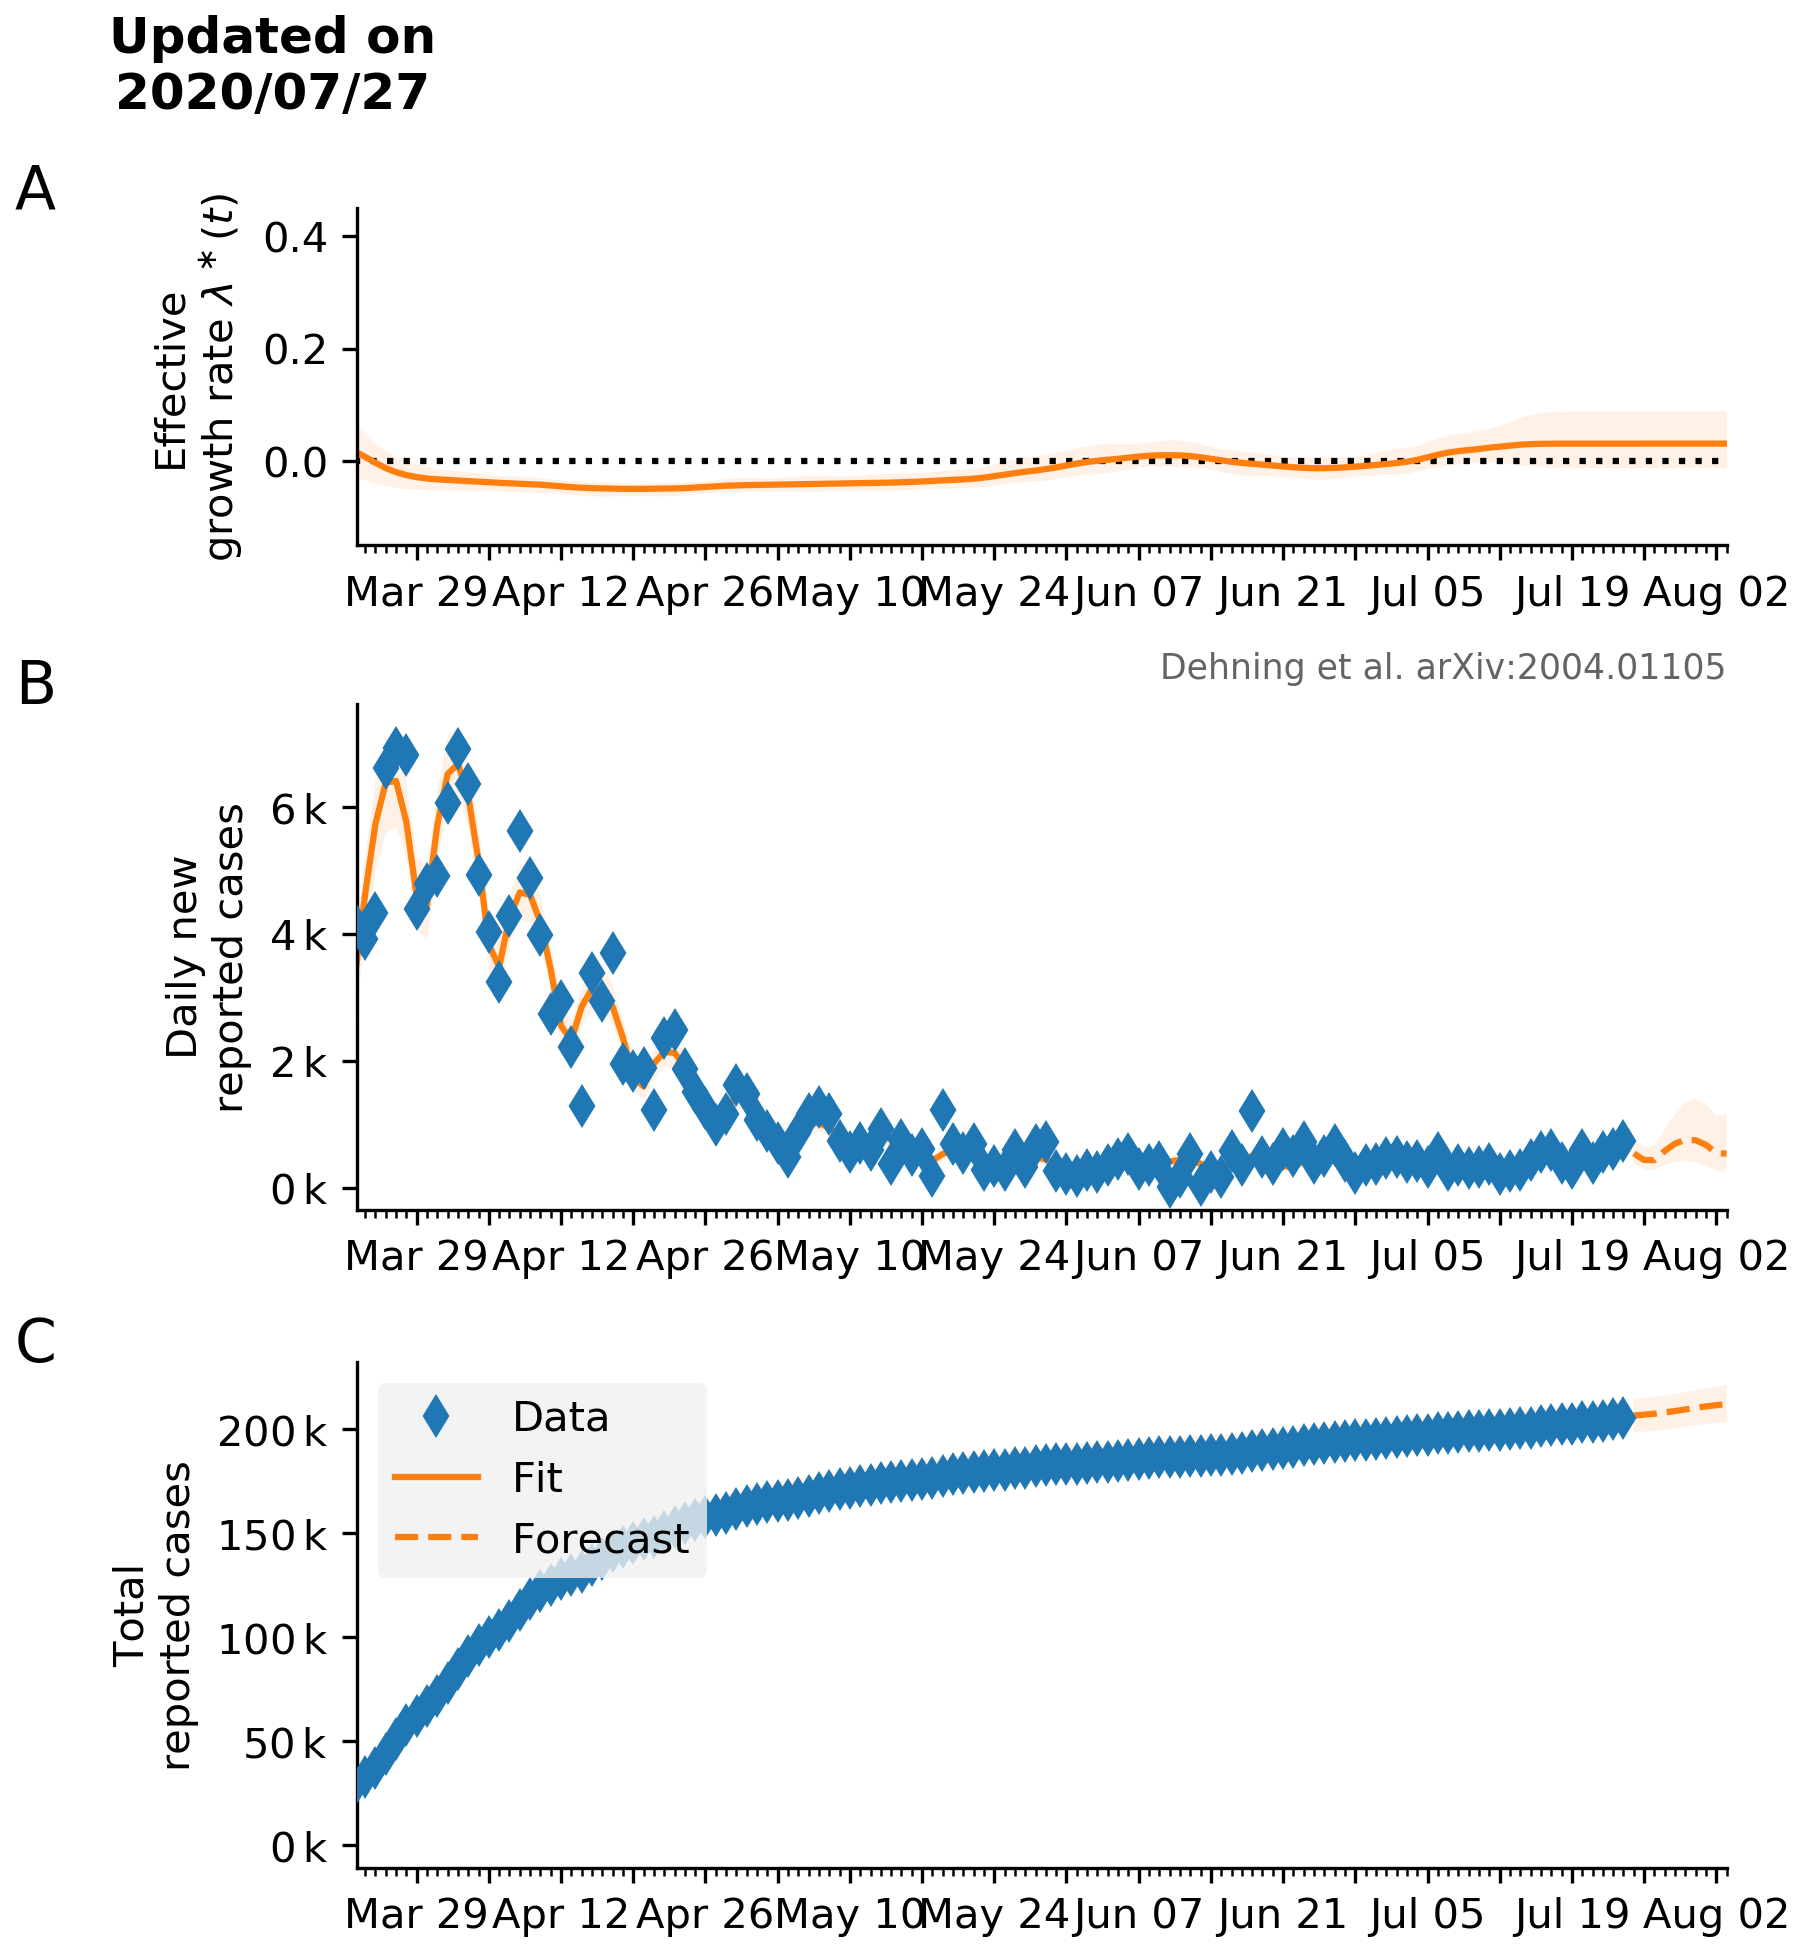 Updated on
2020/07/27
A
Effective
growth rate λ * (t)
0.4
0.2
0.0
Mar 29 Apr 12 Apr 26 May 10 May 24 Jun 07 Jun 21 Jul 05 Jul 19 Aug 02
Dehning et al. arXiv:2004.01105
B
Daily new
reported cases
6 k
4 k
2 k
0 k
Mar 29 Apr 12 Apr 26 May 10 May 24 Jun 07 Jun 21 Jul 05 Jul 19 Aug 02
C
Total
reported cases
200 k
150 k
100 k
50 k
0 k
Data
Fit
Forecast
Mar 29 Apr 12 Apr 26 May 10 May 24 Jun 07 Jun 21 Jul 05 Jul 19 Aug 02